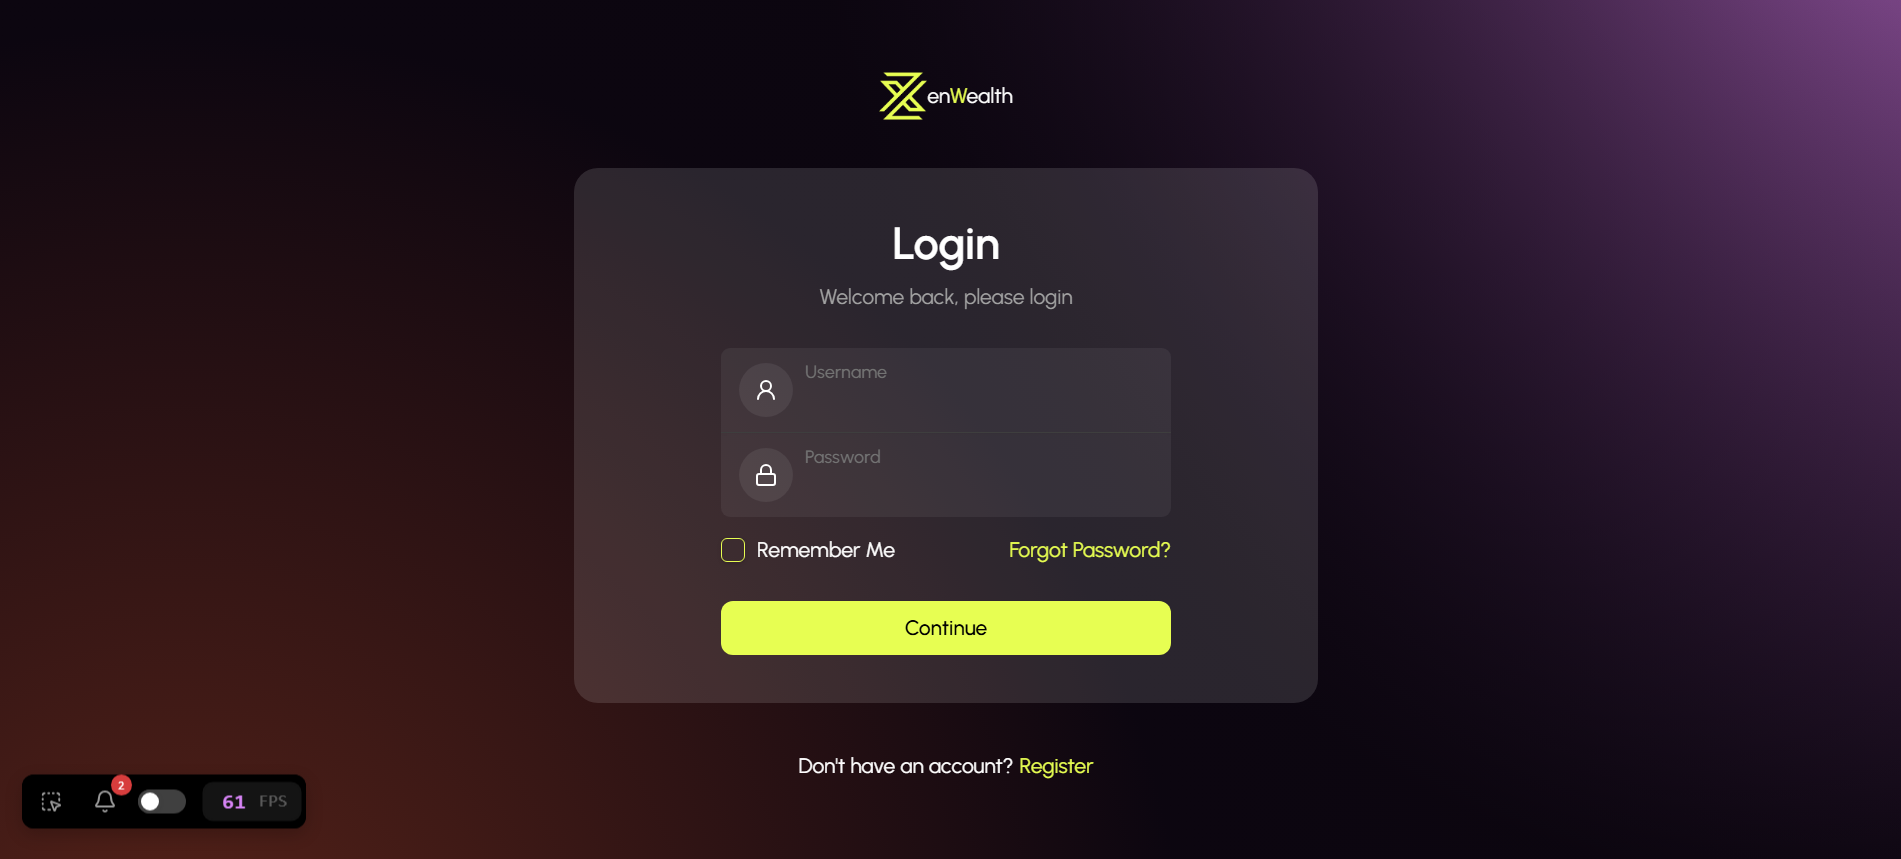 enWealth
Login
Welcome back, please login
Username
Password
Remember Me
Forgot Password?
Continue
Don't have an account? Register
2
61 FPS